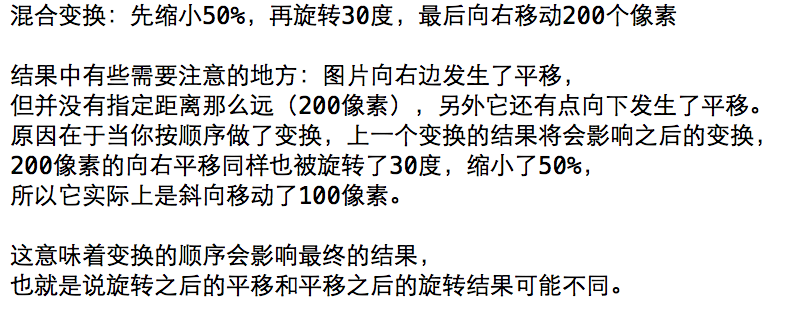 混合变换：先缩小50%，再旋转30度，最后向右移动200个像素
结果中有些需要注意的地方：图片向右边发生了平移，
但并没有指定距离那么远（200像素），另外它还有点向下发生了平移。
原因在于当你按顺序做了变换，上一个变换的结果将会影响之后的变换，
200像素的向右平移同样也被旋转了30度，缩小了50%，
所以它实际上是斜向移动了100像素。
这意味着变换的顺序会影响最终的结果，
也就是说旋转之后的平移和平移之后的旋转结果可能不同。